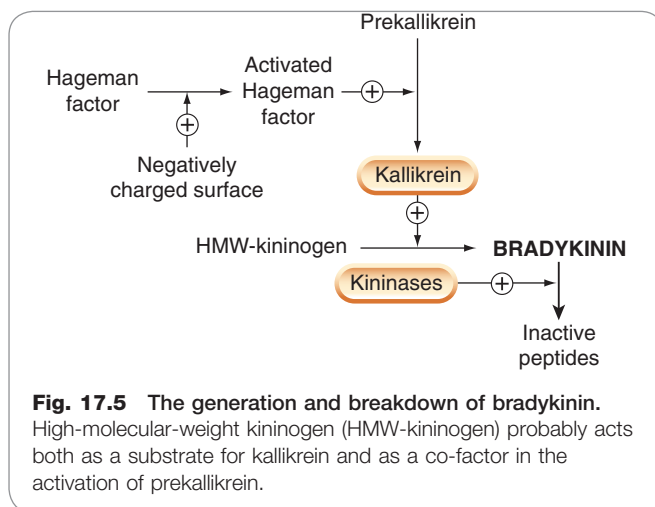 Prekallikrein
Hageman
factor
Activated
Hageman
factor
+
+
Negatively
charged surface
Kallikrein
+
HMW-kininogen
BRADYKININ
Kininases
+
Inactive
peptides
Fig. 17.5 The generation and breakdown of bradykinin.
High-molecular-weight kininogen (HMW-kininogen) probably acts
both as a substrate for kallikrein and as a co-factor in the
activation of prekallikrein.